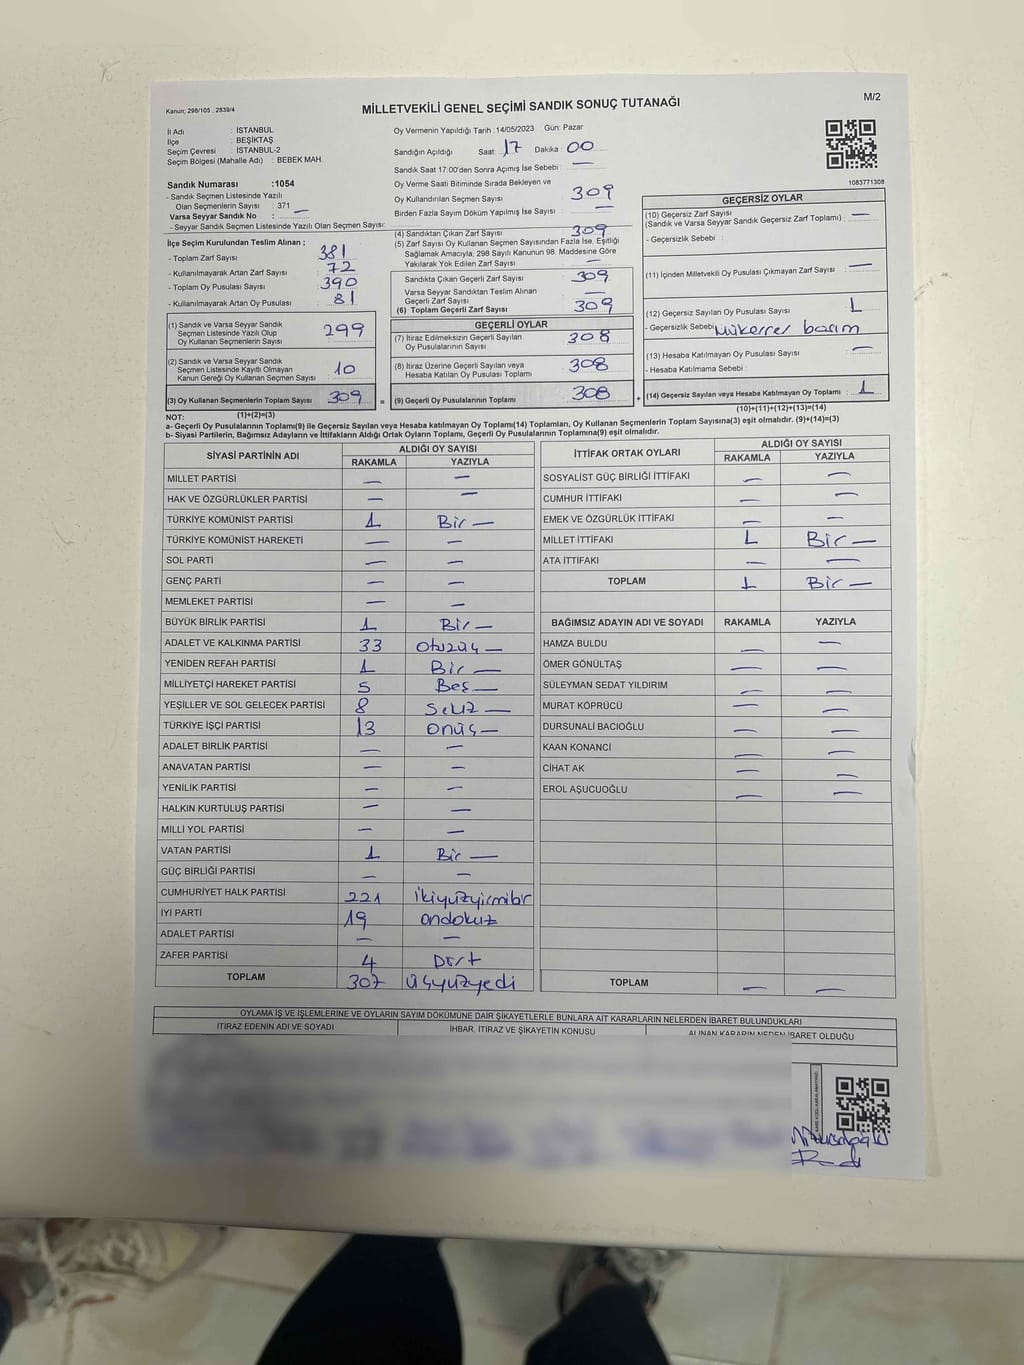 Kanun; 298/105 , 2839/4
MİLLETVEKİLİ GENEL SEÇİMİ SANDIK SONUÇ TUTANAĞI
M/2
İl Adı : İSTANBUL
İlçe : BEŞİKTAŞ
Seçim Çevresi : İSTANBUL-2
Seçim Bölgesi (Mahalle Adı) : BEBEK MAH.
Sandık Numarası :1054
- Sandık Seçmen Listesinde Yazılı
Olan Seçmenlerin Sayısı : 371
Varsa Seyyar Sandık No : —
- Seyyar Sandık Seçmen Listesinde Yazılı Olan Seçmen Sayısı:
İlçe Seçim Kurulundan Teslim Alınan ;
- Toplam Zarf Sayısı : 381
- Kullanılmayarak Artan Zarf Sayısı : 72
- Toplam Oy Pusulası Sayısı : 390
- Kullanılmayarak Artan Oy Pusulası : 81
(1) Sandık ve Varsa Seyyar Sandık
Seçmen Listesinde Yazılı Olup
Oy Kullanan Seçmenlerin Sayısı : 299
(2) Sandık ve Varsa Seyyar Sandık
Seçmen Listesinde Kayıtlı Olmayan
Kanun Gereği Oy Kullanan Seçmen Sayısı : 10
(3) Oy Kullanan Seçmenlerin Toplam Sayısı : 309
(1)+(2)=(3)
Oy Vermenin Yapıldığı Tarih :14/05/2023 Gün: Pazar
Sandığın Açıldığı Saat: 17 Dakika 00
Sandık Saat 17:00'den Sonra Açımış İse Sebebi : —
Oy Verme Saati Bitiminde Sırada Bekleyen ve
Oy Kullandırılan Seçmen Sayısı : 309
Birden Fazla Sayım Döküm Yapılmış İse Sayısı : —
(4) Sandıktan Çıkan Zarf Sayısı : 309
(5) Zarf Sayısı Oy Kullanan Seçmen Sayısından Fazla İse, Eşitliği
Sağlamak Amacıyla; 298 Sayılı Kanunun 98. Maddesine Göre
Yakılarak Yok Edilen Zarf Sayısı : —
Sandıkta Çıkan Geçerli Zarf Sayısı : 309
Varsa Seyyar Sandıktan Teslim Alınan
Geçerli Zarf Sayısı : —
(6) Toplam Geçerli Zarf Sayısı : 309
GEÇERLİ OYLAR
(7) İtiraz Edilmeksizin Geçerli Sayılan
Oy Pusulalarının Sayısı : 308
(8) İtiraz Üzerine Geçerli Sayılan veya
Hesaba Katılan Oy Pusulası Toplamı : 308
= (9) Geçerli Oy Pusulalarının Toplamı : 308 +
1083771308
GEÇERSİZ OYLAR
(10) Geçersiz Zarf Sayısı : —
(Sandık ve Varsa Seyyar Sandık Geçersiz Zarf Toplamı)
- Geçersizlik Sebebi :
(11) İçinden Milletvekili Oy Pusulası Çıkmayan Zarf Sayısı : —
(12) Geçersiz Sayılan Oy Pusulası Sayısı : 1
- Geçersizlik Sebebi : Mükerrer basım
(13) Hesaba Katılmayan Oy Pusulası Sayısı : —
- Hesaba Katılmama Sebebi :
(14) Geçersiz Sayılan veya Hesaba Katılmayan Oy Toplamı : 1
(10)+(11)+(12)+(13)=(14)
NOT:
a- Geçerli Oy Pusulalarının Toplamı(9) ile Geçersiz Sayılan veya Hesaba katılmayan Oy Toplamı(14) Toplamları, Oy Kullanan Seçmenlerin Toplam Sayısına(3) eşit olmalıdır. (9)+(14)=(3)
b- Siyasi Partilerin, Bağımsız Adayların ve İttifakların Aldığı Ortak Oyların Toplamı, Geçerli Oy Pusulalarının Toplamına(9) eşit olmalıdır.
SİYASİ PARTİNİN ADI ALDIĞI OY SAYISI
RAKAMLA YAZIYLA
MİLLET PARTİSİ — —
HAK VE ÖZGÜRLÜKLER PARTİSİ — —
TÜRKİYE KOMÜNİST PARTİSİ 1 Bir —
TÜRKİYE KOMÜNİST HAREKETİ — —
SOL PARTİ — —
GENÇ PARTİ — —
MEMLEKET PARTİSİ — —
BÜYÜK BİRLİK PARTİSİ 1 Bir —
ADALET VE KALKINMA PARTİSİ 33 Otuzüç —
YENİDEN REFAH PARTİSİ 1 Bir —
MİLLİYETÇİ HAREKET PARTİSİ 5 Beş —
YEŞİLLER VE SOL GELECEK PARTİSİ 8 Sekiz —
TÜRKİYE İŞÇİ PARTİSİ 13 Onüç —
ADALET BİRLİK PARTİSİ — —
ANAVATAN PARTİSİ — —
YENİLİK PARTİSİ — —
HALKIN KURTULUŞ PARTİSİ — —
MİLLİ YOL PARTİSİ — —
VATAN PARTİSİ 1 Bir —
GÜÇ BİRLİĞİ PARTİSİ — —
CUMHURİYET HALK PARTİSİ 221 ikiyüzyirmibir
İYİ PARTİ 19 ondokuz
ADALET PARTİSİ — —
ZAFER PARTİSİ 4 Dört
TOPLAM 307 Üçyüzyedi
İTTİFAK ORTAK OYLARI ALDIĞI OY SAYISI
RAKAMLA YAZIYLA
SOSYALİST GÜÇ BİRLİĞİ İTTİFAKI — —
CUMHUR İTTİFAKI — —
EMEK VE ÖZGÜRLÜK İTTİFAKI — —
MİLLET İTTİFAKI 1 Bir —
ATA İTTİFAKI — —
TOPLAM 1 Bir —
BAĞIMSIZ ADAYIN ADI VE SOYADI RAKAMLA YAZIYLA
HAMZA BULDU — —
ÖMER GÖNÜLTAŞ — —
SÜLEYMAN SEDAT YILDIRIM — —
MURAT KÖPRÜCÜ — —
DURSUNALİ BACIOĞLU — —
KAAN KONANCİ — —
CİHAT AK — —
EROL AŞUCUOĞLU — —
TOPLAM — —
OYLAMA İŞ VE İŞLEMLERİNE VE OYLARIN SAYIM DÖKÜMÜNE DAİR ŞİKAYETLERLE BUNLARA AİT KARARLARIN NELERDEN İBARET BULUNDUKLARI
İTİRAZ EDENİN ADI VE SOYADI İHBAR, İTİRAZ VE ŞİKAYETİN KONUSU ALINAN KARARIN NEDEN İBARET OLDUĞU